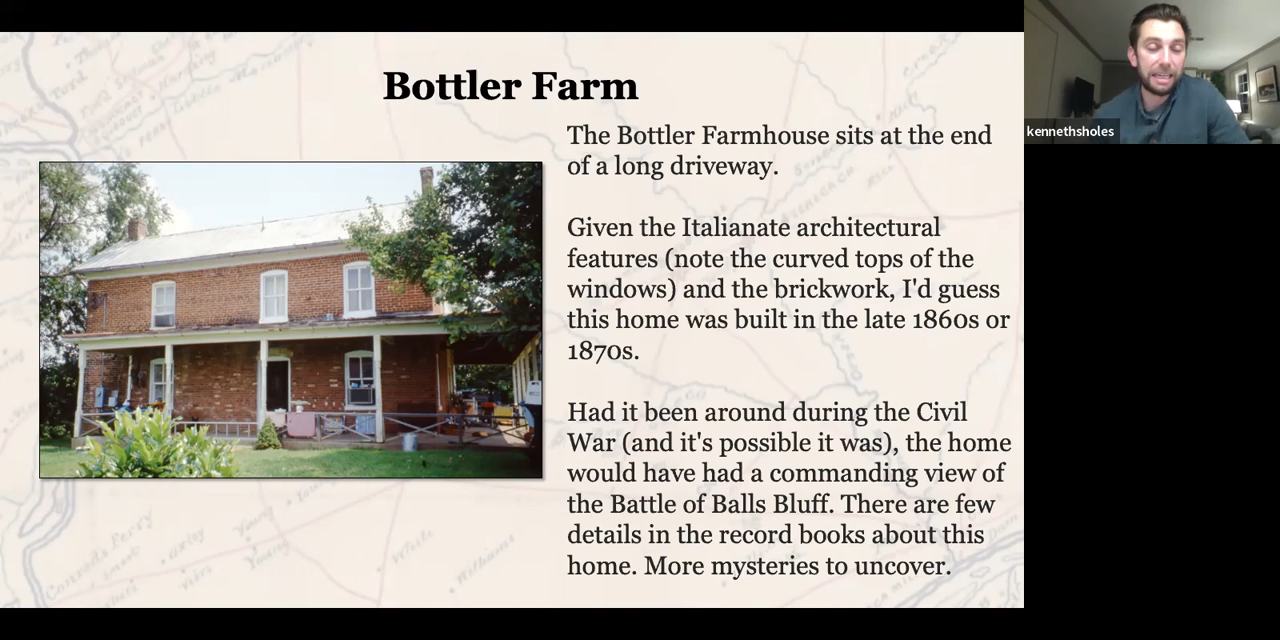 Bottler Farm
The Bottler Farmhouse sits at the end
of a long driveway.
Given the Italianate architectural
features (note the curved tops of the
windows) and the brickwork, I'd guess
this home was built in the late 1860s or
1870s.
Had it been around during the Civil
War (and it's possible it was), the home
would have had a commanding view of
the Battle of Balls Bluff. There are few
details in the record books about this
home. More mysteries to uncover.
kennethsholes